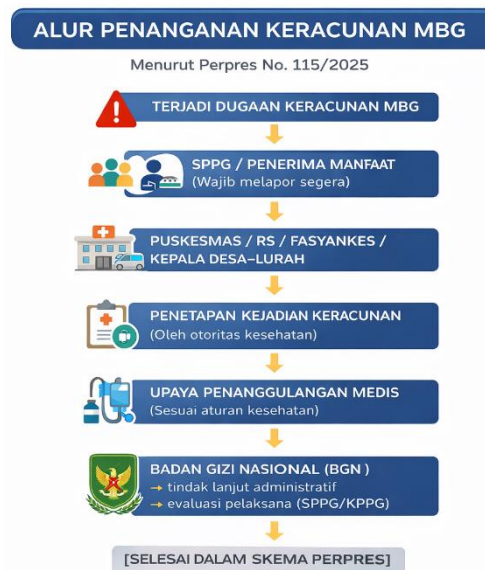 ALUR PENANGANAN KERACUNAN MBG
Menurut Perpres No. 115/2025
TERJADI DUGAAN KERACUNAN MBG
SPPG / PENERIMA MANFAAT
(Wajib melapor segera)
PUSKESMAS / RS / FASYANKES /
KEPALA DESA–LURAH
PENETAPAN KEJADIAN KERACUNAN
(Oleh otoritas kesehatan)
UPAYA PENANGGULANGAN MEDIS
(Sesuai aturan kesehatan)
BADAN GIZI NASIONAL (BGN )
→ tindak lanjut administratif
→ evaluasi pelaksana (SPPG/KPPG)
[SELESAI DALAM SKEMA PERPRES]